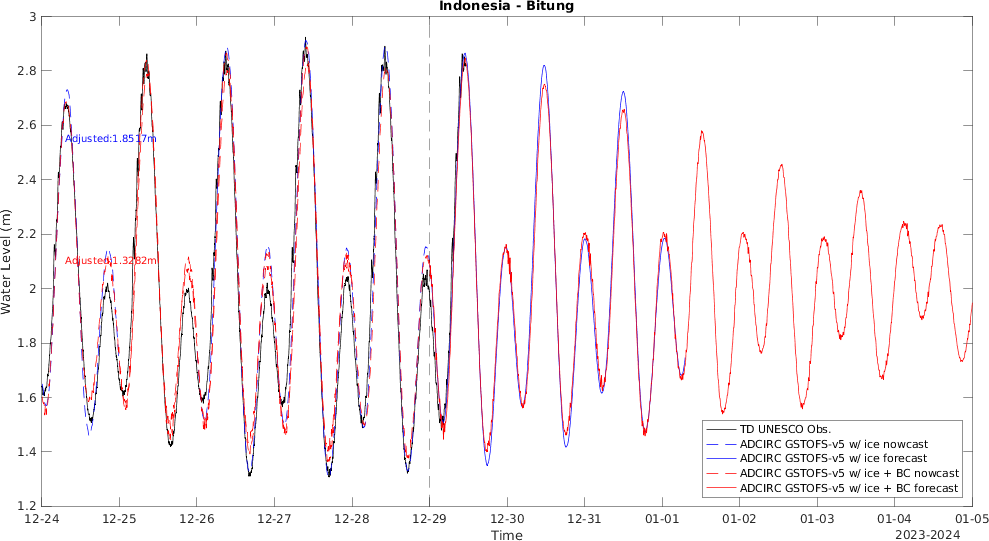 Indonesia - Bitung
3
2.8
2.6
2.4
2.2
2
1.8
1.6
1.4
1.2
Water Level (m)
Adjusted:1.8517m
Adjusted:1.3282m
TD UNESCO Obs.
ADCIRC GSTOFS-v5 w/ ice nowcast
ADCIRC GSTOFS-v5 w/ ice forecast
ADCIRC GSTOFS-v5 w/ ice + BC nowcast
ADCIRC GSTOFS-v5 w/ ice + BC forecast
12-24 12-25 12-26 12-27 12-28 12-29 12-30 12-31 01-01 01-02 01-03 01-04 01-05
Time
2023-2024